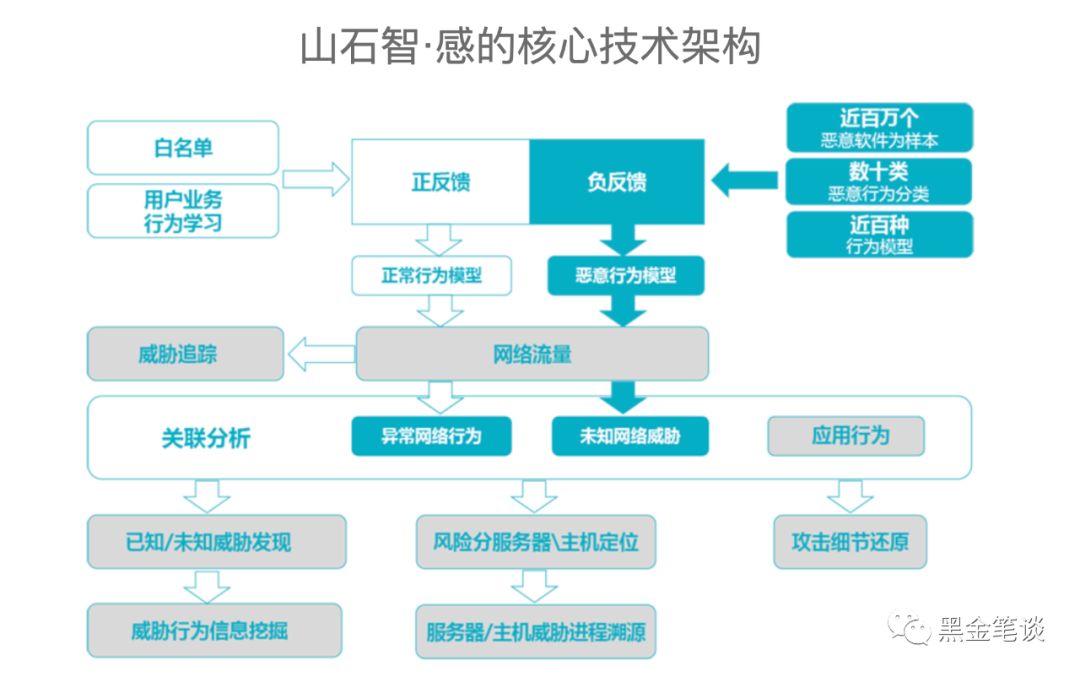 山石智·感的核心技术架构
白名单
用户业务
行为学习
正反馈
负反馈
近百万个
恶意软件为样本
数十类
恶意行为分类
近百种
行为模型
正常行为模型
恶意行为模型
威胁追踪
网络流量
关联分析
异常网络行为
未知网络威胁
应用行为
已知/未知威胁发现
风险分服务器\主机定位
攻击细节还原
威胁行为信息挖掘
服务器/主机威胁进程溯源
黑金笔谈